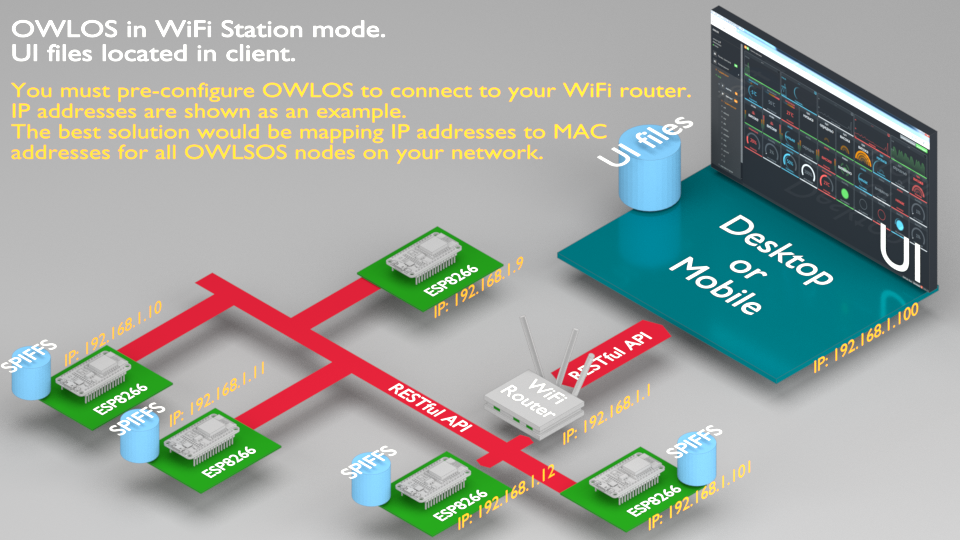 OWLOS in WiFi Station mode.
UI files located in client.
You must pre-configure OWLOS to connect to your WiFi router.
IP addresses are shown as an example.
The best solution would be mapping IP addresses to MAC
addresses for all OWLSOS nodes on your network.
UI files
UI
Desktop
or
Mobile
IP: 192.168.1.100
ESP8266
IP: 192.168.1.9
IP: 192.168.1.10
SPIFFS
ESP8266
IP: 192.168.1.11
SPIFFS
ESP8266
RESTful API
RESTful API
WiFi
Router
IP: 192.168.1.1
SPIFFS
ESP8266
IP: 192.168.1.12
SPIFFS
ESP8266
IP: 192.168.1.101